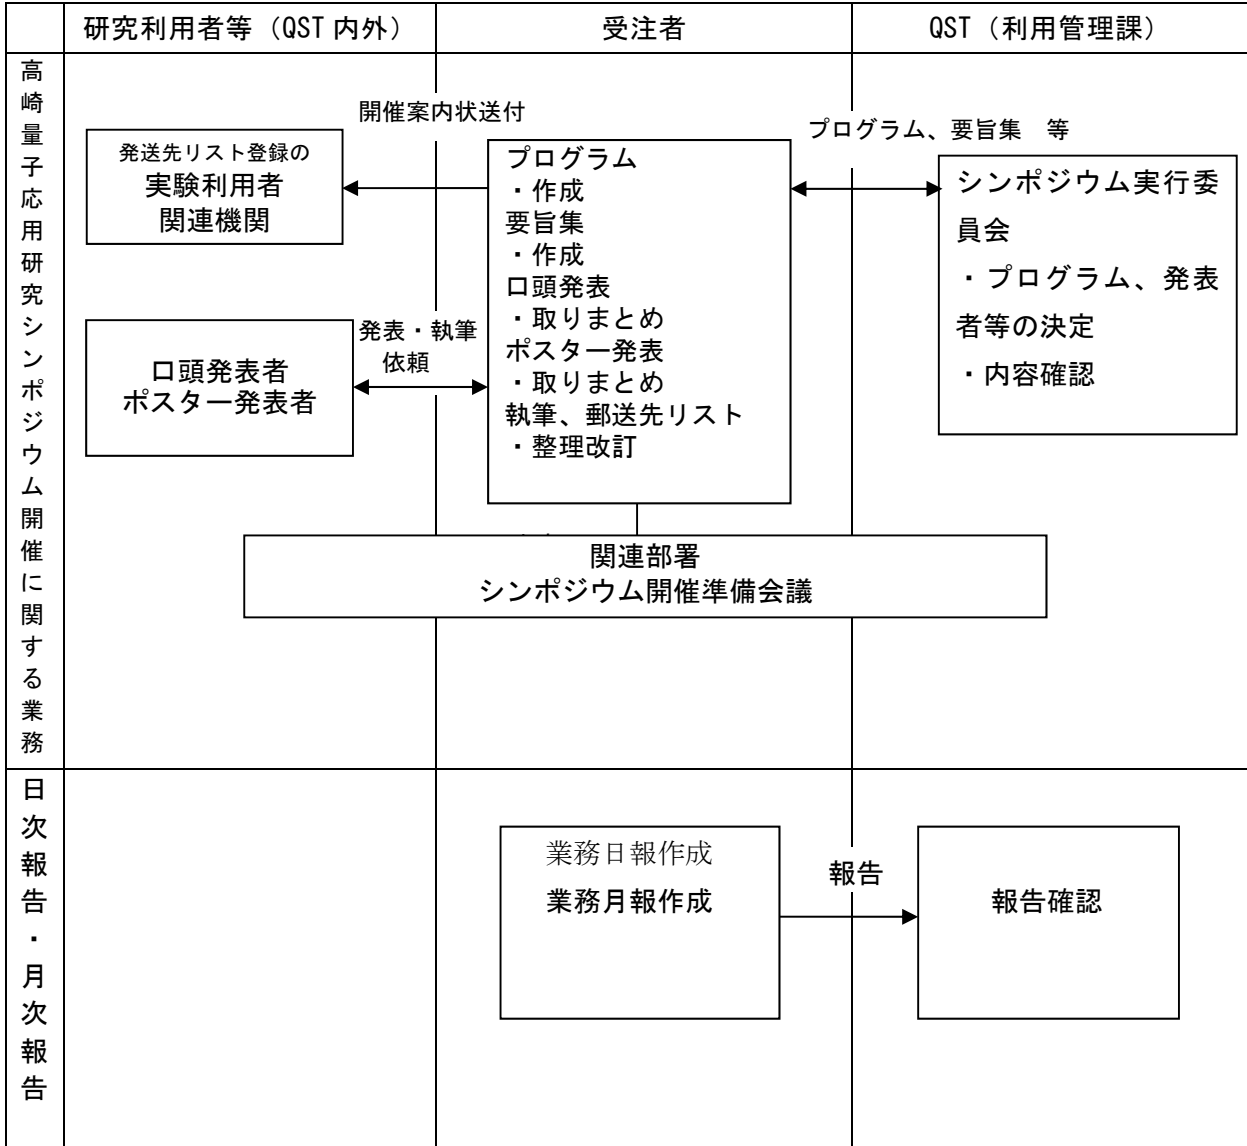 研究利用者等（QST 内外）
受注者
QST（利用管理課）
高崎量子応用研究シンポジウム開催に関する業務
開催案内状送付
発送先リスト登録の
実験利用者
関連機関
発表・執筆
依頼
口頭発表者
ポスター発表者
プログラム
・作成
要旨集
・作成
口頭発表
・取りまとめ
ポスター発表
・取りまとめ
執筆、郵送先リスト
・整理改訂
プログラム、要旨集　等
シンポジウム実行委
員会
・プログラム、発表
者等の決定
・内容確認
関連部署
シンポジウム開催準備会議
日次報告・月次報告
業務日報作成
業務月報作成
報告
報告確認